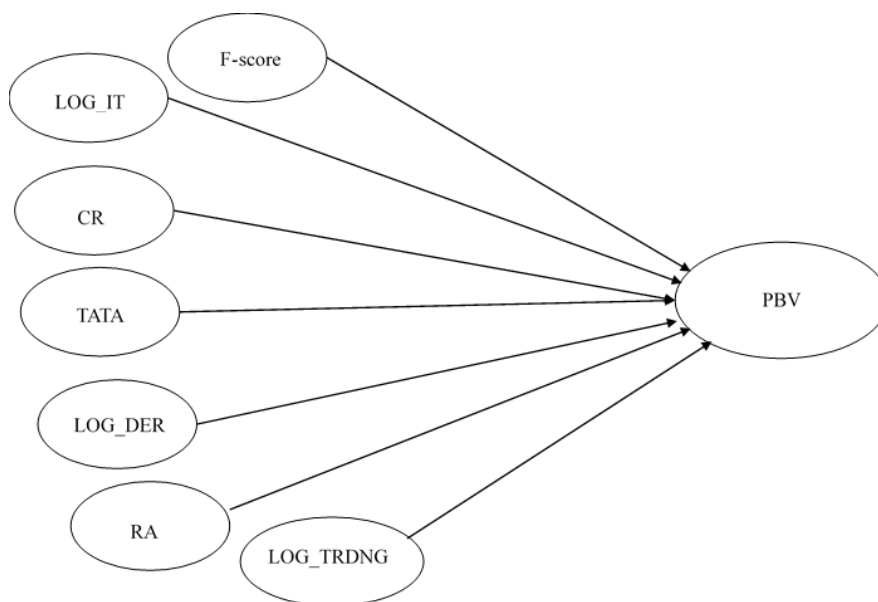 F-score
LOG_IT
CR
TATA
PBV
LOG_DER
RA
LOG_TRDNG